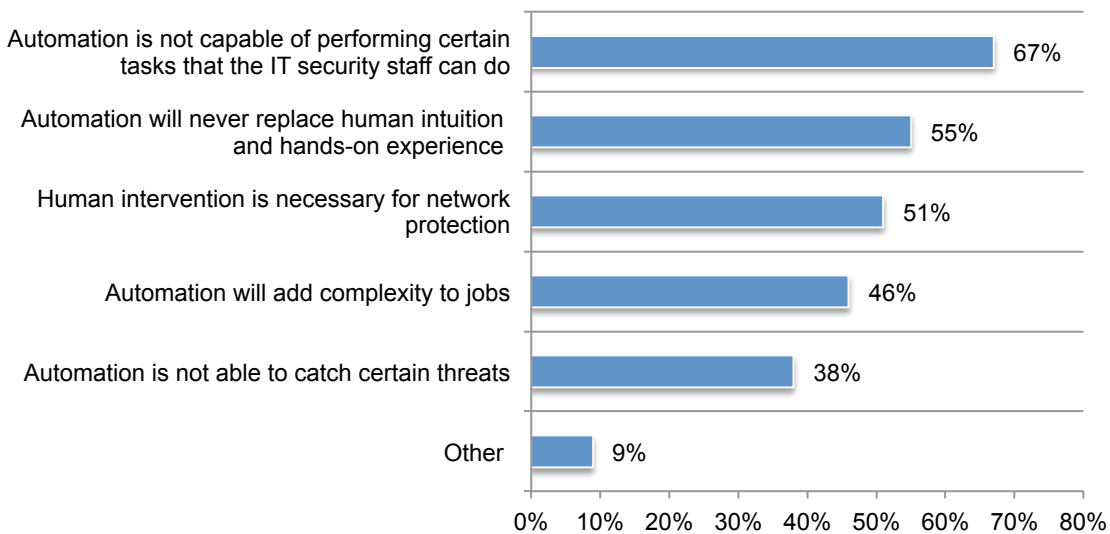 Automation is not capable of performing certain
tasks that the IT security staff can do
67%
Automation will never replace human intuition
and hands-on experience
55%
Human intervention is necessary for network
protection
51%
Automation will add complexity to jobs
46%
Automation is not able to catch certain threats
38%
Other
9%
0% 10% 20% 30% 40% 50% 60% 70% 80%